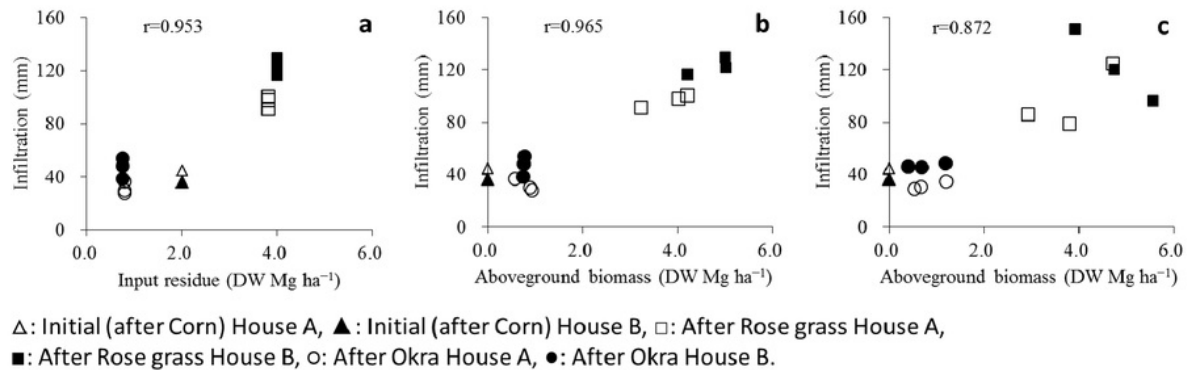 160
120
80
40
0
Infiltration (mm)
r=0.953
a
0.0 2.0 4.0 6.0
Input residue (DW Mg ha⁻¹)
160
120
80
40
0
Infiltration (mm)
r=0.965
b
0.0 2.0 4.0 6.0
Aboveground biomass (DW Mg ha⁻¹)
160
120
80
40
0
Infiltration (mm)
r=0.872
c
0.0 2.0 4.0 6.0
Aboveground biomass (DW Mg ha⁻¹)
△: Initial (after Corn) House A, ▲: Initial (after Corn) House B, □: After Rose grass House A,
■: After Rose grass House B, ○: After Okra House A, ●: After Okra House B.